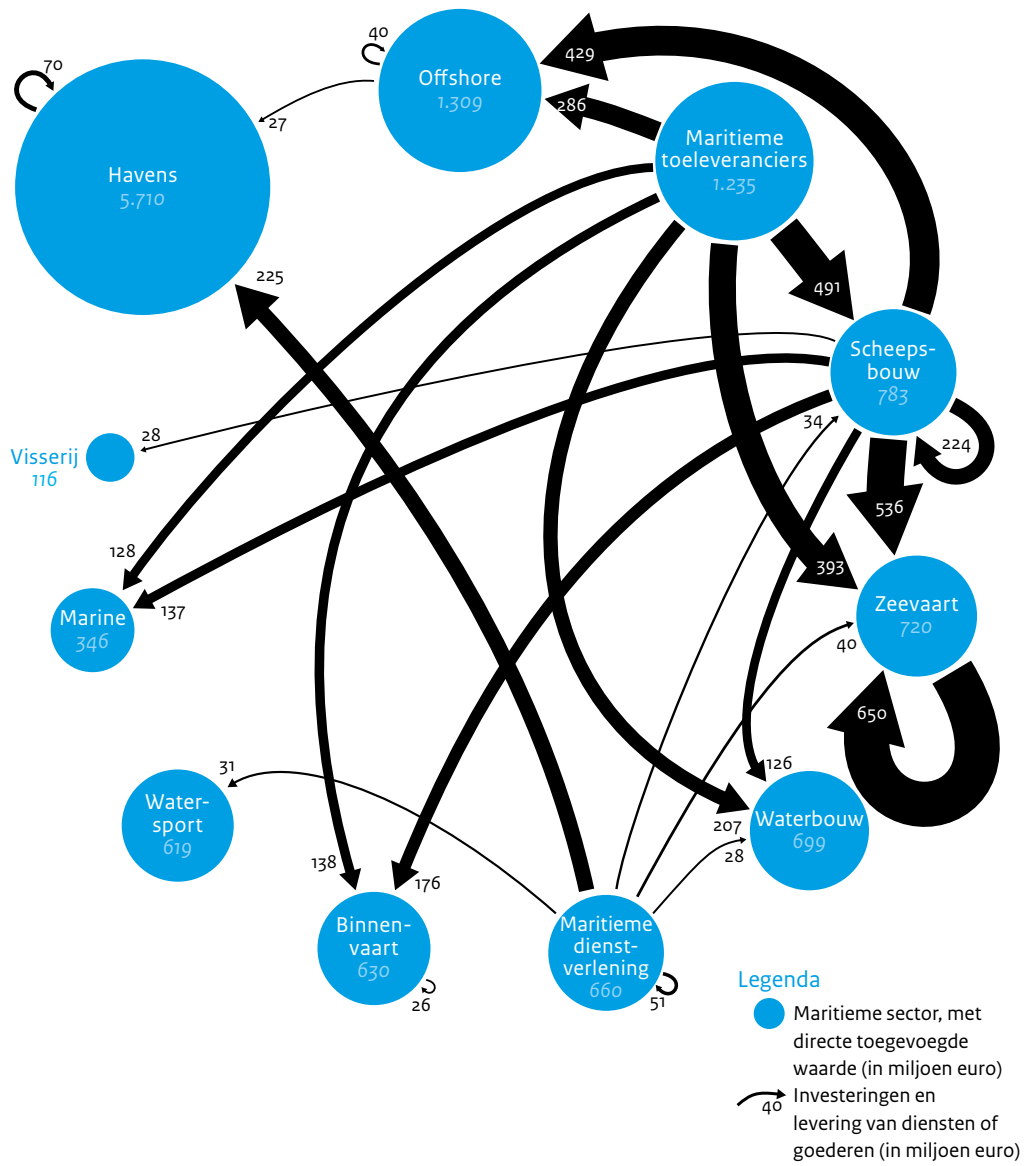 40
429
Offshore
1.309
70
286
27
Maritieme
toeleveranciers
1.235
Havens
5.710
225
491
Scheeps-
bouw
783
34
224
28
Visserij
116
536
128
393
137
Marine
346
Zeevaart
720
40
650
31
126
Water-
sport
619
207
Waterbouw
699
28
138
176
Binnen-
vaart
630
26
Maritieme
dienst-
verlening
660
51
Legenda
Maritieme sector, met
directe toegevoegde
waarde (in miljoen euro)
40
Investeringen en
levering van diensten of
goederen (in miljoen euro)